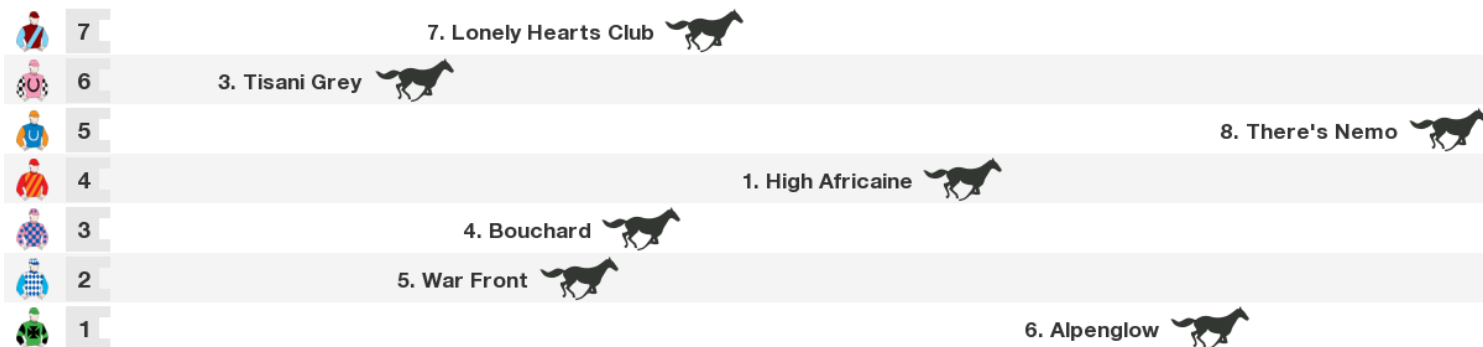 7 7. Lonely Hearts Club
6 3. Tisani Grey
5 8. There's Nemo
4 1. High Africaine
3 4. Bouchard
2 5. War Front
1 6. Alpenglow